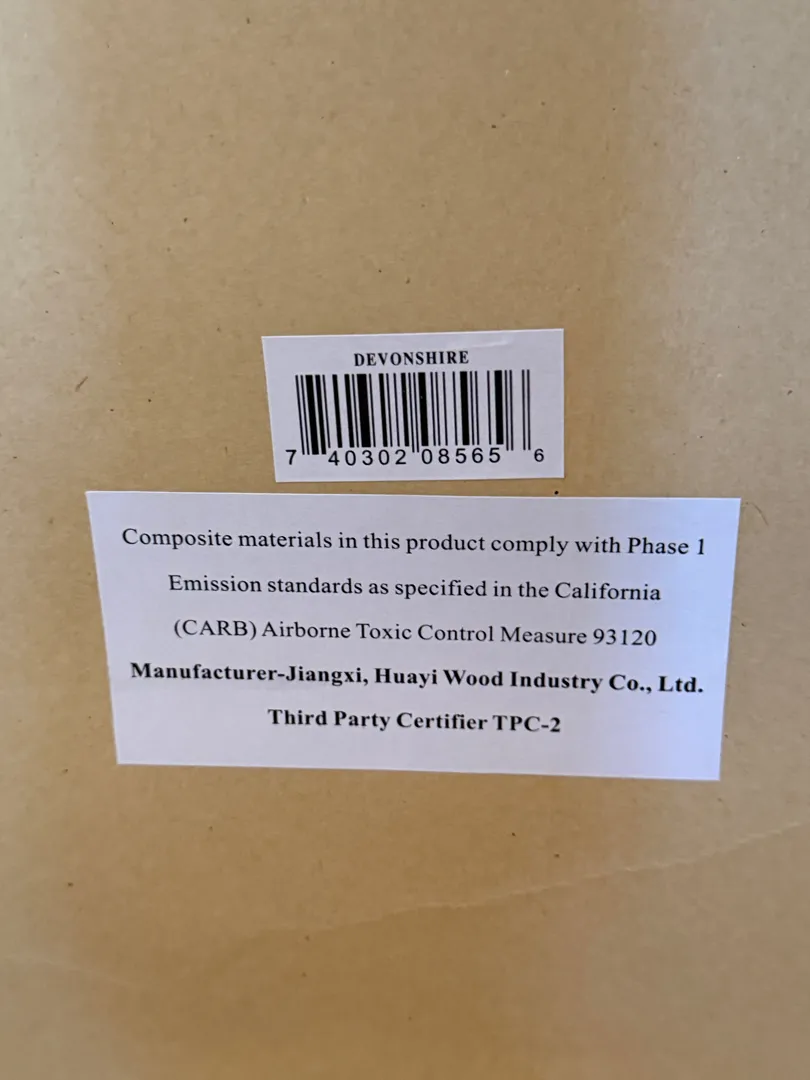 DEVONSHIRE
7 40302 08565 6
Composite materials in this product comply with Phase 1
Emission standards as specified in the California
(CARB) Airborne Toxic Control Measure 93120
Manufacturer-Jiangxi, Huayi Wood Industry Co., Ltd.
Third Party Certifier TPC-2